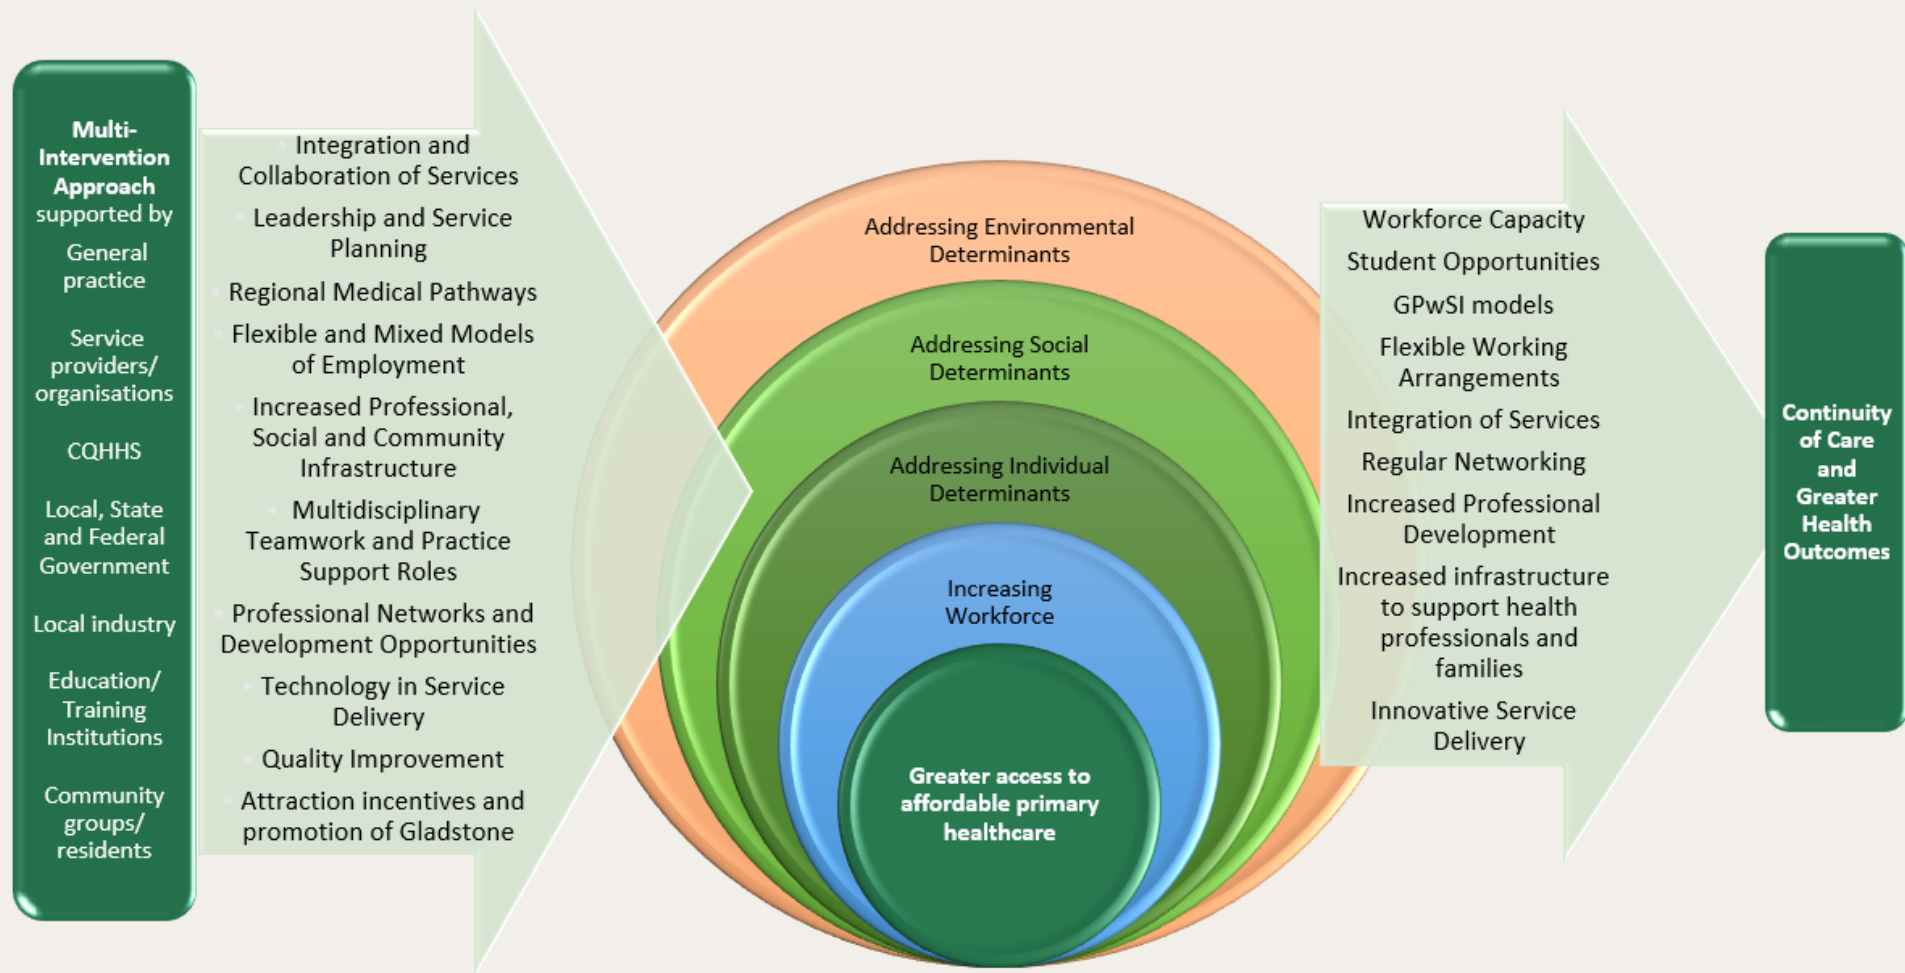 Multi-
Intervention
Approach
supported by
General
practice
Service
providers/
organisations
CQHHS
Local, State
and Federal
Government
Local industry
Education/
Training
Institutions
Community
groups/
residents
• Integration and
Collaboration of Services
• Leadership and Service
Planning
• Regional Medical Pathways
• Flexible and Mixed Models
of Employment
• Increased Professional,
Social and Community
Infrastructure
• Multidisciplinary
Teamwork and Practice
Support Roles
• Professional Networks and
Development Opportunities
• Technology in Service
Delivery
• Quality Improvement
• Attraction incentives and
promotion of Gladstone
Addressing Environmental
Determinants
Addressing Social
Determinants
Addressing Individual
Determinants
Increasing
Workforce
Greater access to
affordable primary
healthcare
Workforce Capacity
Student Opportunities
GPwSI models
Flexible Working
Arrangements
Integration of Services
Regular Networking
Increased Professional
Development
Increased infrastructure
to support health
professionals and
families
Innovative Service
Delivery
Continuity
of Care
and
Greater
Health
Outcomes